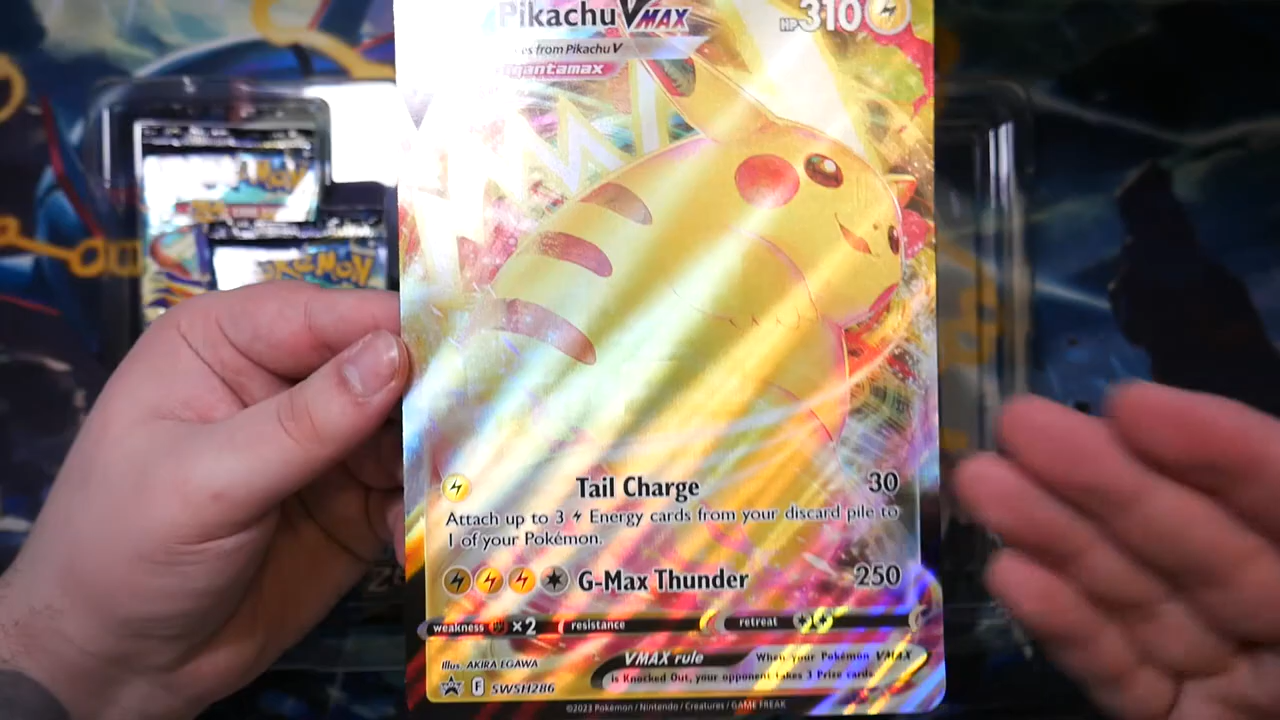 Pikachu VMAX HP 310
es from Pikachu V
gantamax
POKÉMON
Tail Charge 30
Attach up to 3 Energy cards from your discard pile to
1 of your Pokémon.
G-Max Thunder 250
weakness ×2 resistance retreat
Illus. AKIRA EGAWA
VMAX rule When your Pokémon VMAX
is Knocked Out, your opponent takes 3 Prize cards.
F SWSH286
©2023 Pokémon / Nintendo / Creatures / GAME FREAK